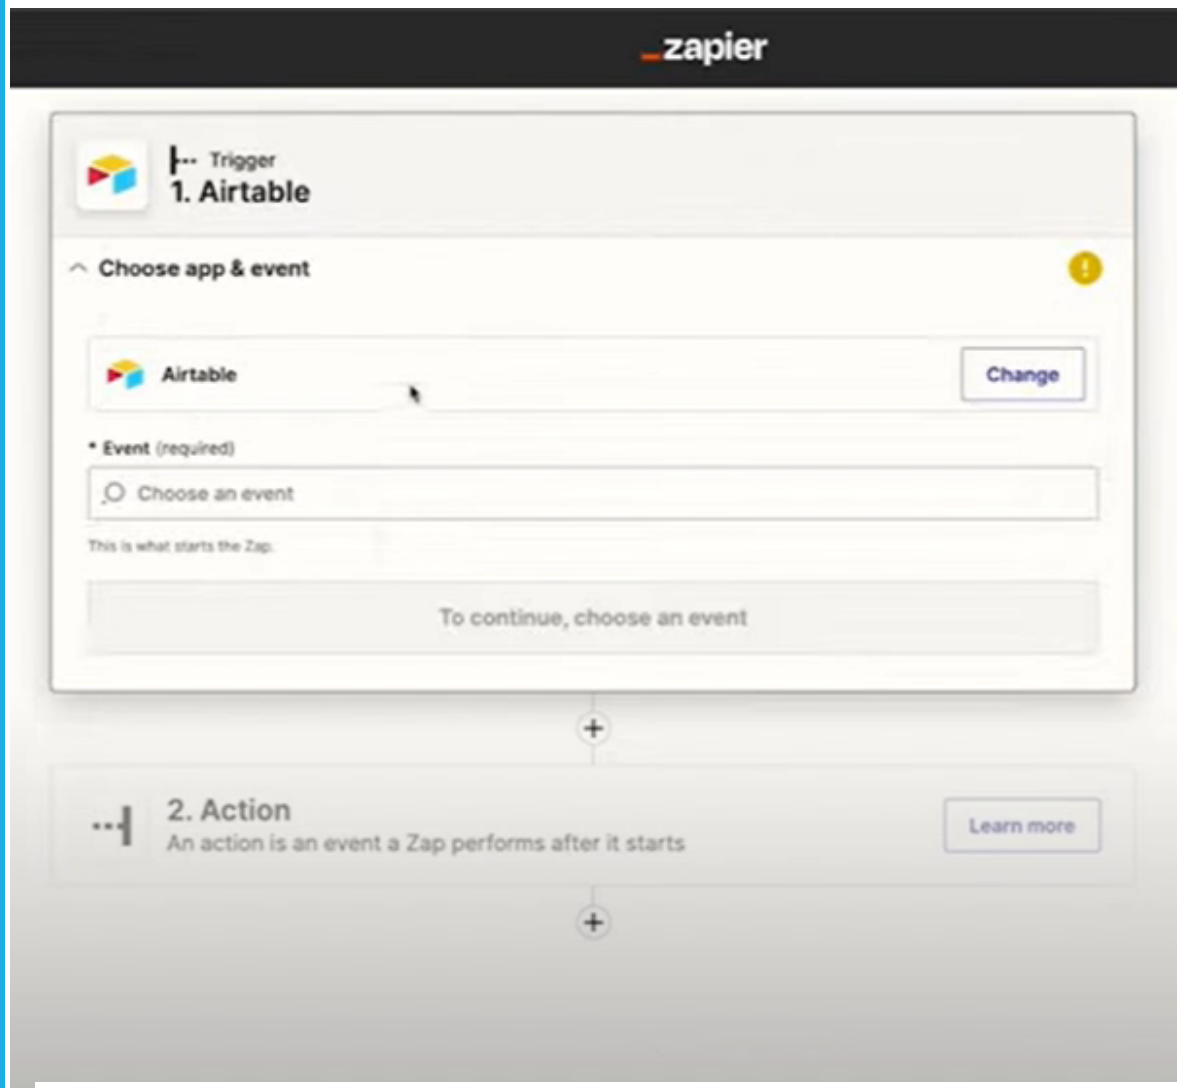 _zapier
Trigger
1. Airtable
Choose app & event
Airtable
Change
* Event (required)
Choose an event
This is what starts the Zap.
To continue, choose an event
2. Action
An action is an event a Zap performs after it starts
Learn more